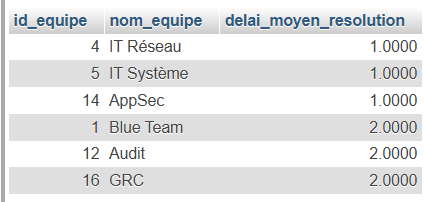 id_equipe nom_equipe delai_moyen_resolution
4 IT Réseau 1.0000
5 IT Système 1.0000
14 AppSec 1.0000
1 Blue Team 2.0000
12 Audit 2.0000
16 GRC 2.0000